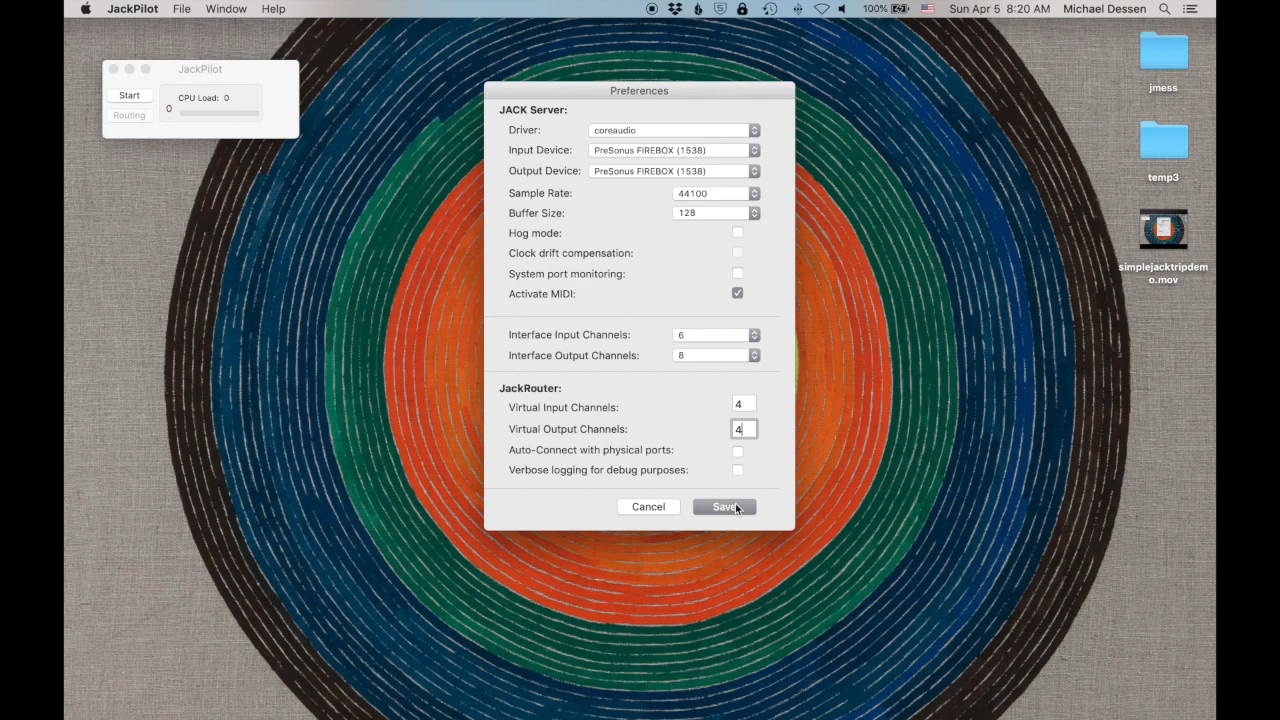 JackPilot File Window Help 100% Sun Apr 5 8:20 AM Michael Dessen
JackPilot
Start
CPU Load: 0
0
Routing
Preferences
JACK Server:
Driver: coreaudio
Input Device: PreSonus FIREBOX (1538)
Output Device: PreSonus FIREBOX (1538)
Sample Rate: 44100
Buffer Size: 128
Hog mode:
Clock drift compensation:
System port monitoring:
Activate MIDI:
Interface Input Channels: 6
Interface Output Channels: 8
JackRouter:
Virtual Input Channels: 4
Virtual Output Channels: 4
Auto-Connect with physical ports:
Verbose logging for debug purposes:
Cancel Save
jmess
temp3
simplejacktripdem
o.mov